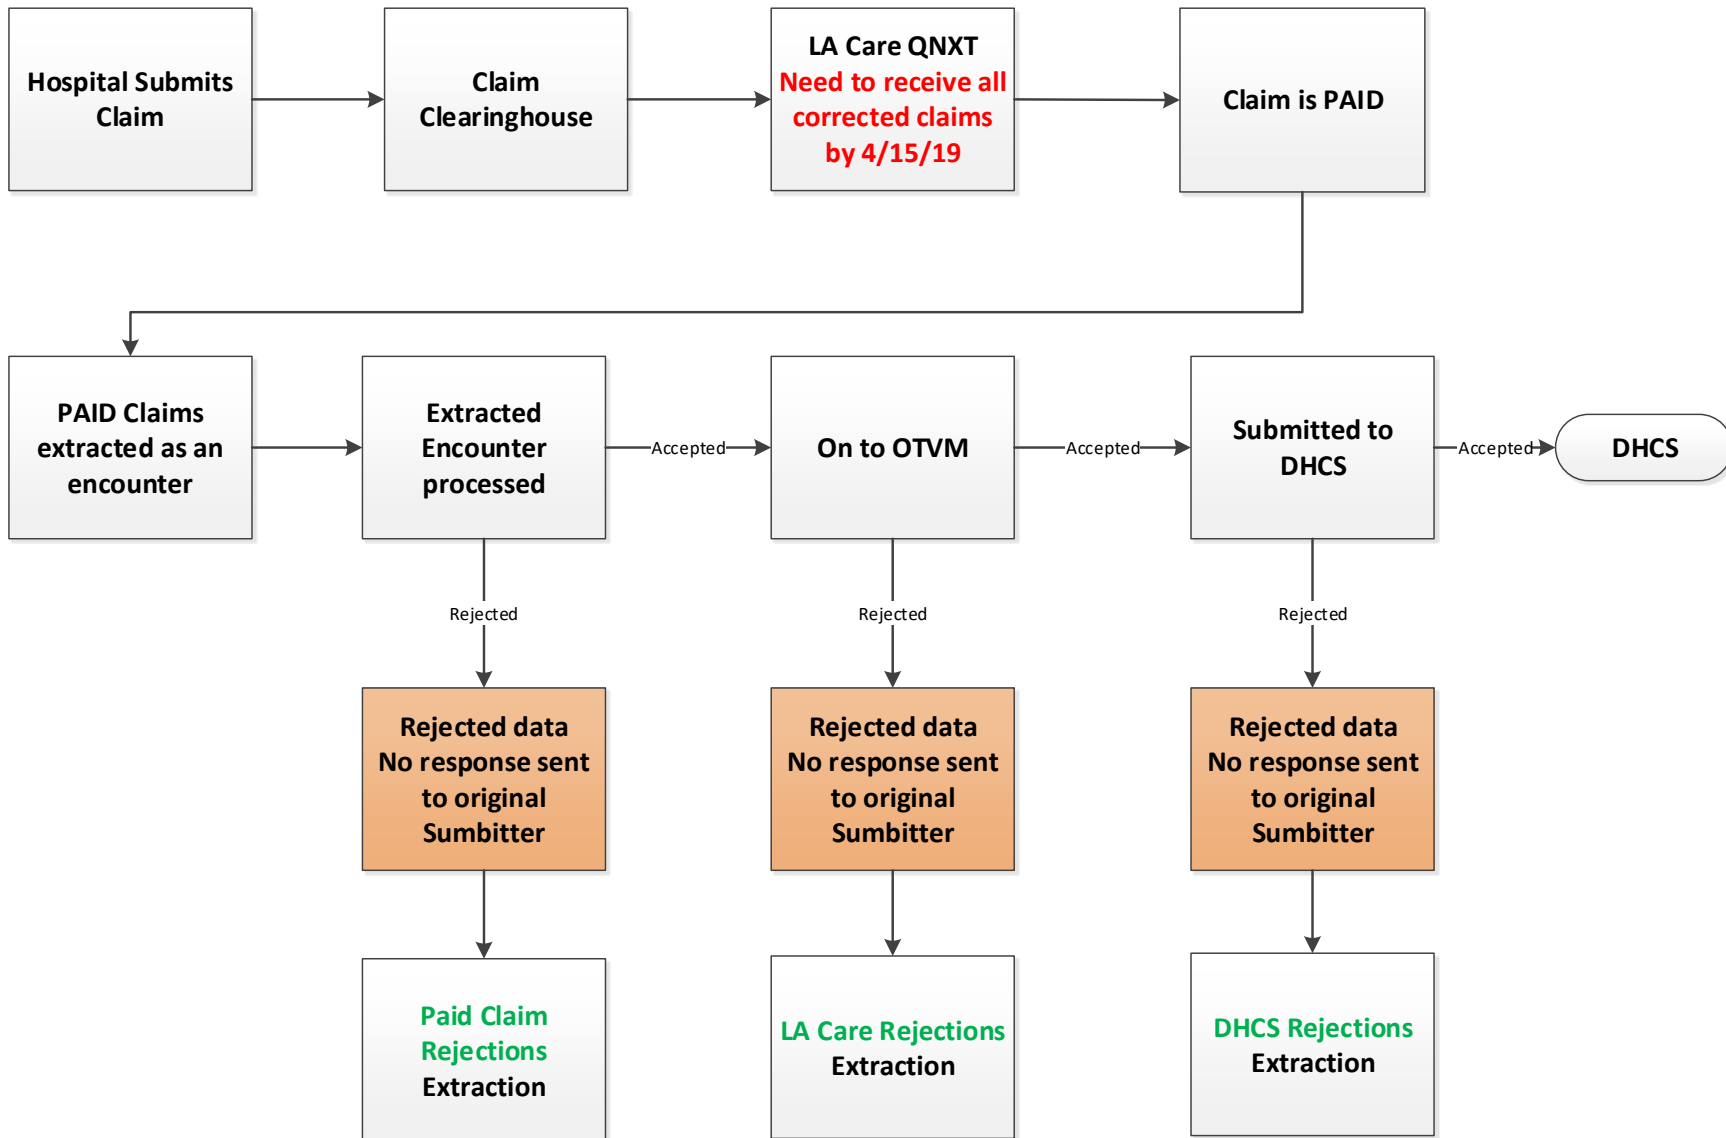 Hospital Submits
Claim
Claim
Clearinghouse
LA Care QNXT
Need to receive all
corrected claims
by 4/15/19
Claim is PAID
PAID Claims
extracted as an
encounter
Extracted
Encounter
processed
Accepted
On to OTVM
Accepted
Submitted to
DHCS
Accepted
DHCS
Rejected
Rejected
Rejected
Rejected data
No response sent
to original
Sumbitter
Rejected data
No response sent
to original
Sumbitter
Rejected data
No response sent
to original
Sumbitter
Paid Claim
Rejections
Extraction
LA Care Rejections
Extraction
DHCS Rejections
Extraction